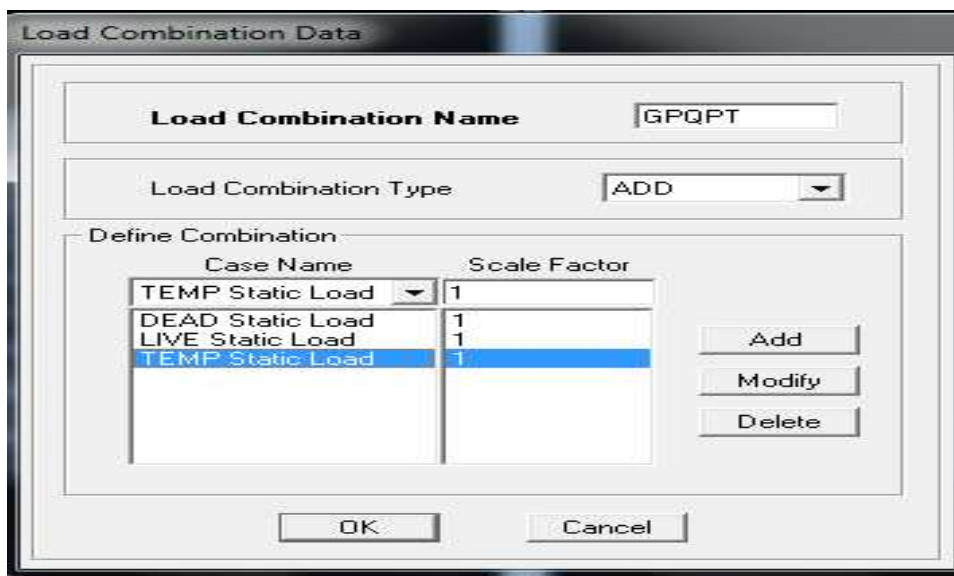 Load Combination Data
Load Combination Name GPQPT
Load Combination Type ADD
Define Combination
Case Name Scale Factor
TEMP Static Load 1
DEAD Static Load 1
LIVE Static Load 1
TEMP Static Load 1
Add
Modify
Delete
OK Cancel